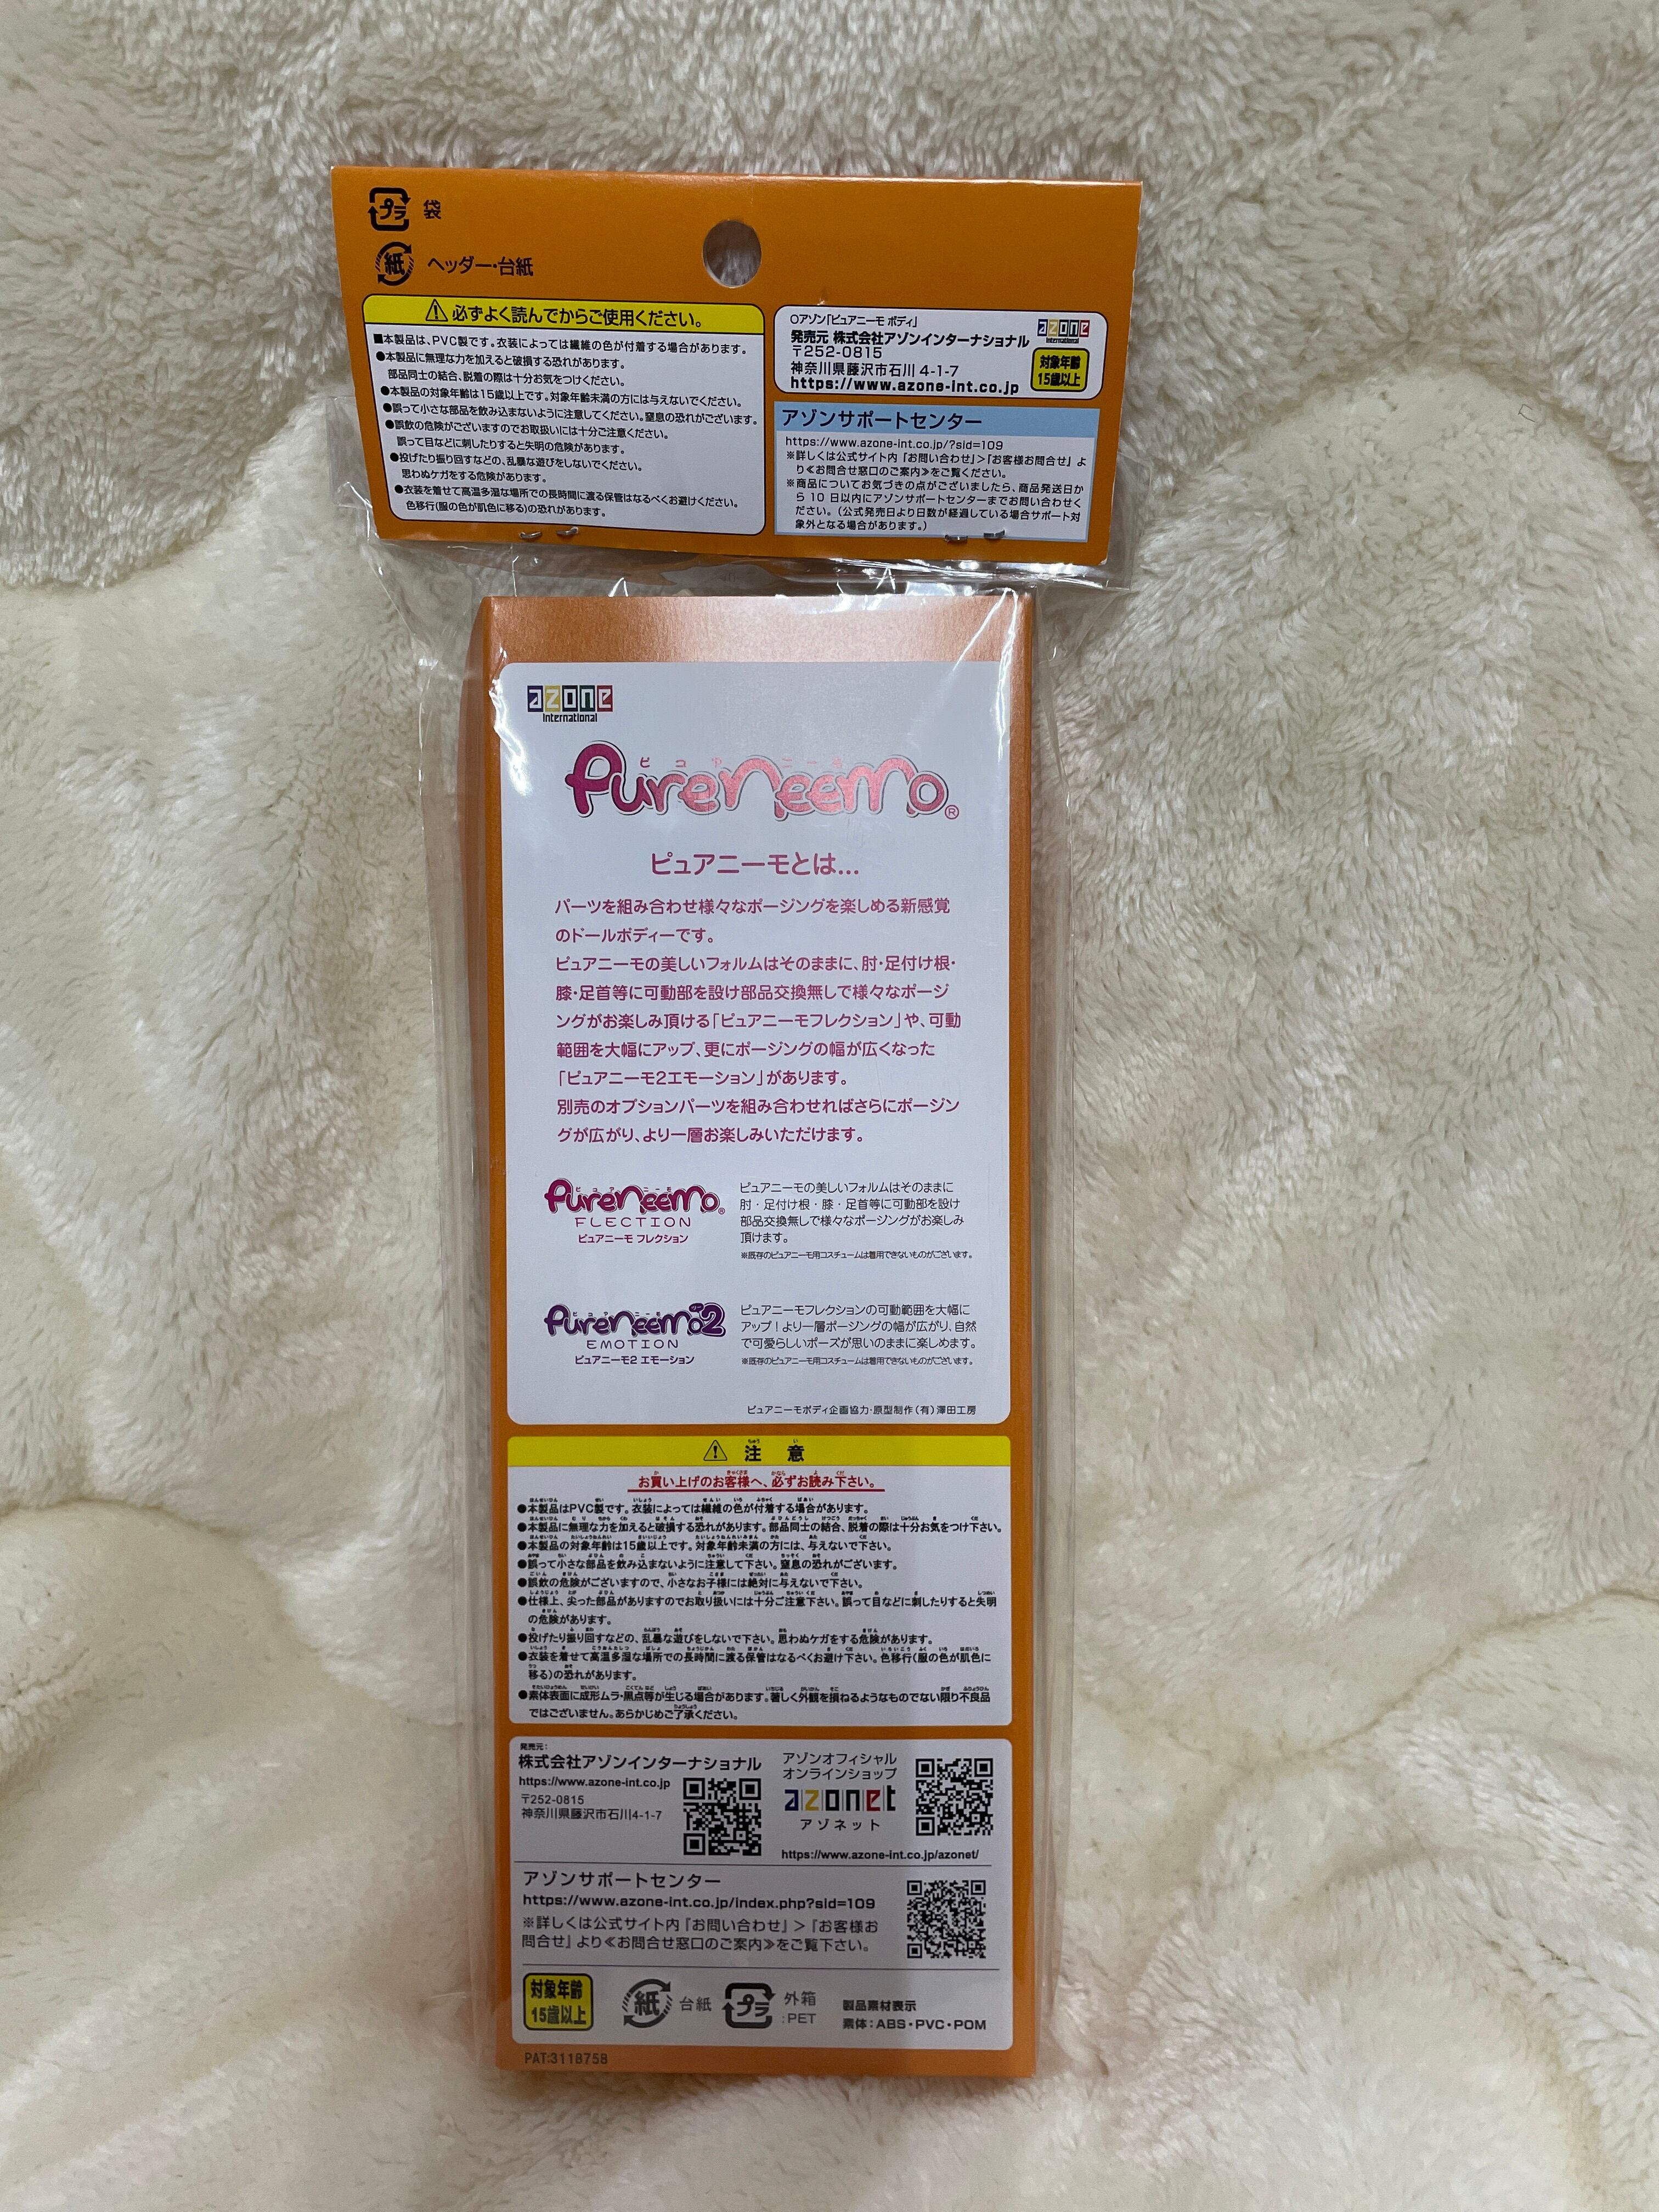 プラ 袋
紙 ヘッダー・台紙
必ずよく読んでからご使用ください。
■本製品は、PVC製です。衣装によっては繊維の色が付着する場合があります。
●本製品に無理な力を加えると破損する恐れがあります。
部品同士の結合、脱着の際は十分お気をつけください。
●本製品の対象年齢は15歳以上です。対象年齢未満の方には与えないでください。
●誤って小さな部品を飲み込まないように注意してください。窒息の恐れがございます。
●誤飲の危険がございますのでお取扱いには十分ご注意ください。
誤って目などに刺したりすると失明の危険があります。
●投げたり振り回すなどの、乱暴な遊びをしないでください。
思わぬケガをする危険があります。
●衣装を着せて高温多湿な場所での長時間に渡る保管はなるべくお避けください。
色移行(服の色が肌色に移る)の恐れがあります。
○アゾン「ピュアニーモ ボディ」
発売元 株式会社アゾンインターナショナル
〒252-0815
神奈川県藤沢市石川 4-1-7
https://www.azone-int.co.jp
azone
International
対象年齢
15歳以上
アゾンサポートセンター
https://www.azone-int.co.jp/?sid=109
※詳しくは公式サイト内『お問い合わせ』>『お客様お問合せ』よ
り≪お問合せ窓口のご案内≫をご覧ください。
※商品についてお気づきの点がございましたら、商品発送日か
ら 10 日以内にアゾンサポートセンターまでお問い合わせく
ださい。(公式発売日より日数が経過している場合サポート対
象外となる場合があります。)
azone
International
ピュアニーモ
PureNeemo®
ピュアニーモとは...
パーツを組み合わせ様々なポージングを楽しめる新感覚
のドールボディーです。
ピュアニーモの美しいフォルムはそのままに、肘・足付け根・
膝・足首等に可動部を設け部品交換無しで様々なポージ
ングがお楽しみ頂ける「ピュアニーモフレクション」や、可動
範囲を大幅にアップ、更にポージングの幅が広くなった
「ピュアニーモ2エモーション」があります。
別売のオプションパーツを組み合わせればさらにポージン
グが広がり、より一層お楽しみいただけます。
ピュアニーモ
PureNeemo®
FLECTION
ピュアニーモ フレクション
ピュアニーモの美しいフォルムはそのままに
肘・足付け根・膝・足首等に可動部を設け
部品交換無しで様々なポージングがお楽しみ
頂けます。
※既存のピュアニーモ用コスチュームは着用できないものがございます。
PureNeemo2
EMOTION
ピュアニーモ2 エモーション
ピュアニーモフレクションの可動範囲を大幅に
アップ！より一層ポージングの幅が広がり、自然
で可愛らしいポーズが思いのままに楽しめます。
※既存のピュアニーモ用コスチュームは着用できないものがございます。
ピュアニーモボディ企画協力・原型制作(有)澤田工房
注意
お買い上げのお客様へ、必ずお読み下さい。
●本製品はPVC製です。衣装によっては繊維の色が付着する場合があります。
●本製品に無理な力を加えると破損する恐れがあります。部品同士の結合、脱着の際は十分お気をつけ下さい。
●本製品の対象年齢は15歳以上です。対象年齢未満の方には、与えないで下さい。
●誤って小さな部品を飲み込まないように注意して下さい。窒息の恐れがございます。
●誤飲の危険がございますので、小さなお子様には絶対に与えないで下さい。
●仕様上、尖った部品がありますのでお取り扱いには十分ご注意下さい。誤って目などに刺したりすると失明
の危険があります。
●投げたり振り回すなどの、乱暴な遊びをしないで下さい。思わぬケガをする危険があります。
●衣装を着せて高温多湿な場所での長時間に渡る保管はなるべくお避け下さい。色移行(服の色が肌色に
移る)の恐れがあります。
●素体表面に成形ムラ・黒点等が生じる場合があります。著しく外観を損ねるようなものでない限り不良品
ではございません。あらかじめご了承ください。
発売元:
株式会社アゾンインターナショナル
https://www.azone-int.co.jp
〒252-0815
神奈川県藤沢市石川4-1-7
アゾンオフィシャル
オンラインショップ
azonet
アゾネット
https://www.azone-int.co.jp/azonet/
アゾンサポートセンター
https://www.azone-int.co.jp/index.php?sid=109
※詳しくは公式サイト内『お問い合わせ』>『お客様お
問合せ』より≪お問合せ窓口のご案内≫をご覧下さい。
対象年齢
15歳以上
紙 台紙
プラ 外箱
:PET
製品素材表示
素体:ABS・PVC・POM
PAT:3118758